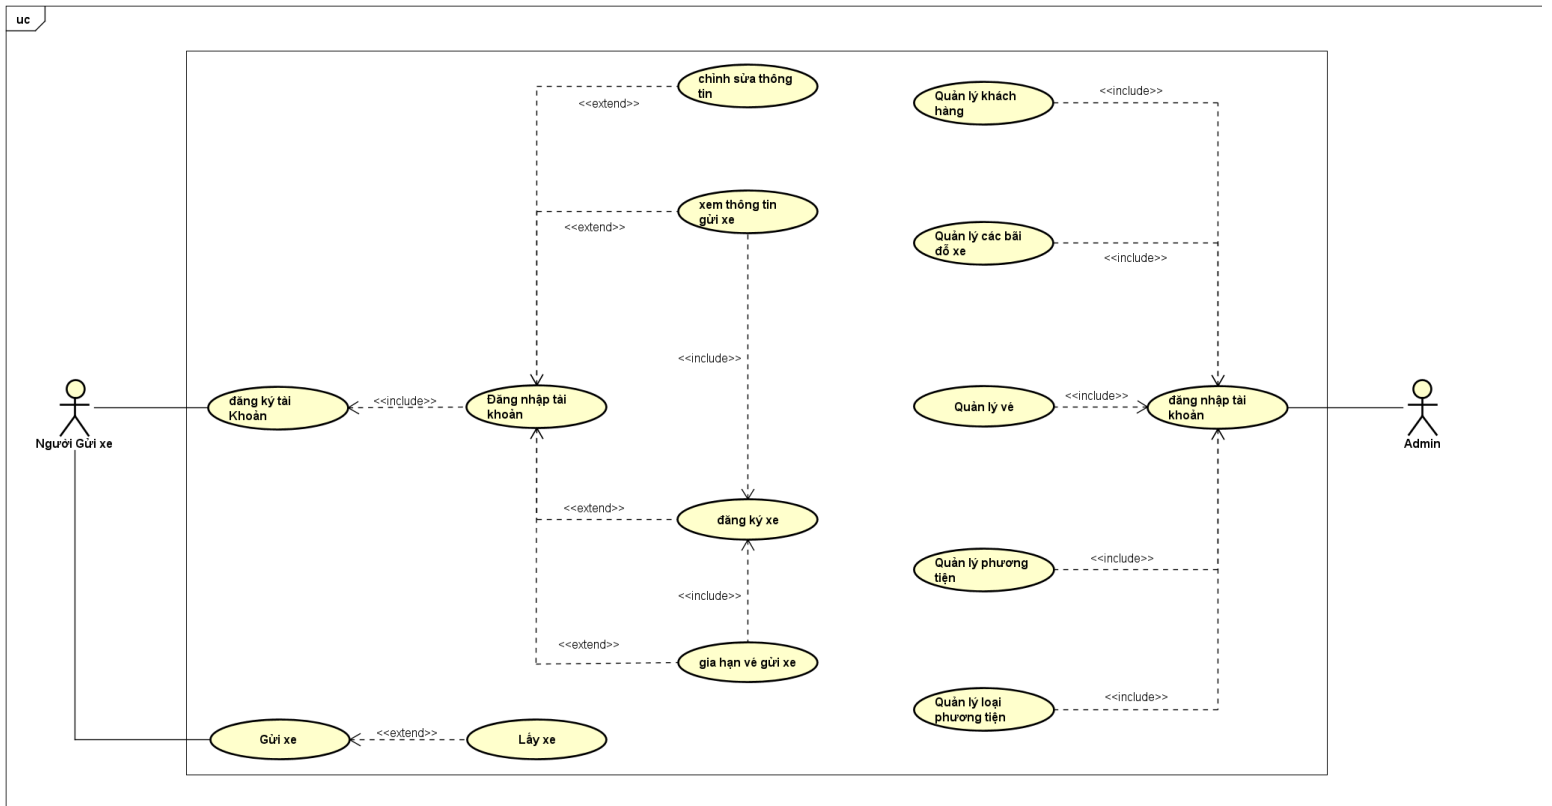 uc
chỉnh sửa thông
tin
<<extend>>
Quản lý khách
hàng
<<include>>
xem thông tin
gửi xe
<<extend>>
Quản lý các bãi
đỗ xe
<<include>>
<<include>>
Người Gửi xe
đăng ký tài
Khoản
<<include>>
Đăng nhập tài
khoản
Quản lý vé
<<include>>
đăng nhập tài
khoản
Admin
<<extend>>
đăng ký xe
Quản lý phương
tiện
<<include>>
<<include>>
<<extend>>
gia hạn vé gửi xe
Quản lý loại
phương tiện
<<include>>
Gửi xe
<<extend>>
Lấy xe